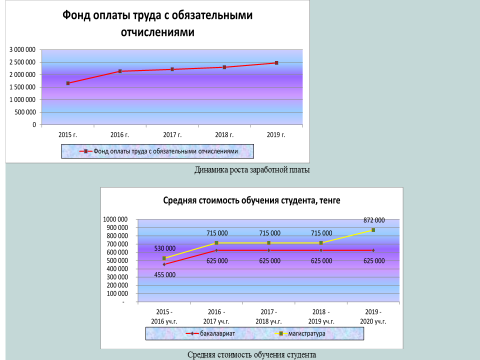 Фонд оплаты труда с обязательными
отчислениями
3 000 000
2 500 000
2 000 000
1 500 000
1 000 000
500 000
0
2015 г. 2016 г. 2017 г. 2018 г. 2019 г.
Фонд оплаты труда с обязательными отчислениями
Динамика роста заработной платы
Средняя стоимость обучения студента, тенге
1000 000
900 000
800 000
700 000
600 000
500 000
400 000
300 000
200 000
100 000
-
872 000
715 000 715 000 715 000
530 000
625 000 625 000 625 000 625 000
455 000
2015 - 2016 - 2017 - 2018 - 2019 -
2016 уч.г. 2017 уч.г. 2018 уч.г. 2019 уч.г. 2020 уч.г.
бакалавриат магистратура
Средняя стоимость обучения студента